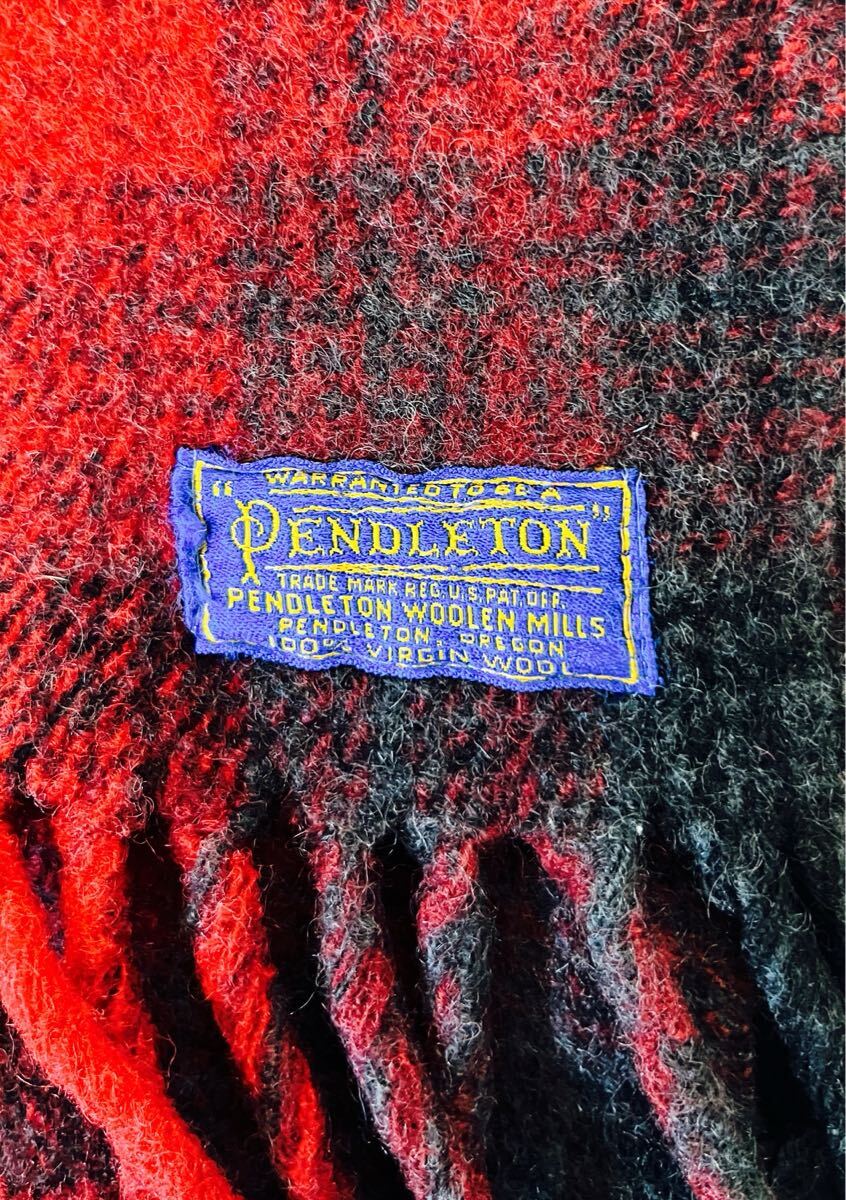 WARRANTED TO BE A
"PENDLETON"
TRADE MARK REG. U.S. PAT. OFF.
PENDLETON WOOLEN MILLS
PENDLETON, OREGON
100% VIRGIN WOOL